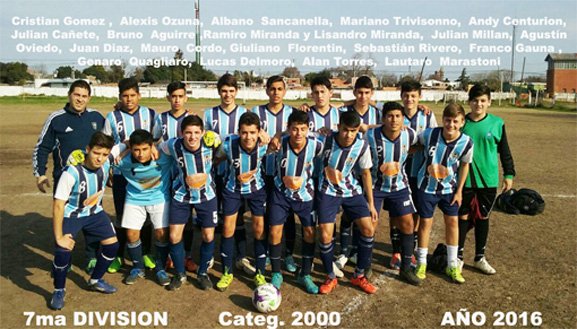 Cristian Gomez , Alexis Ozuna, Albano Sancanella, Mariano Trivisonno, Andy Centurion,
Julian Cañete, Bruno Aguirre Ramiro Miranda y Lisandro Miranda, Julian Millan, Agustin
Oviedo, Juan Diaz, Mauro Cordo, Giuliano Florentin, Sebastián Rivero, Franco Gauna ,
Genaro Quagliaro, Lucas Delmoro, Alan Torres, Lautaro Marastoni
7ma DIVISION Categ. 2000 AÑO 2016